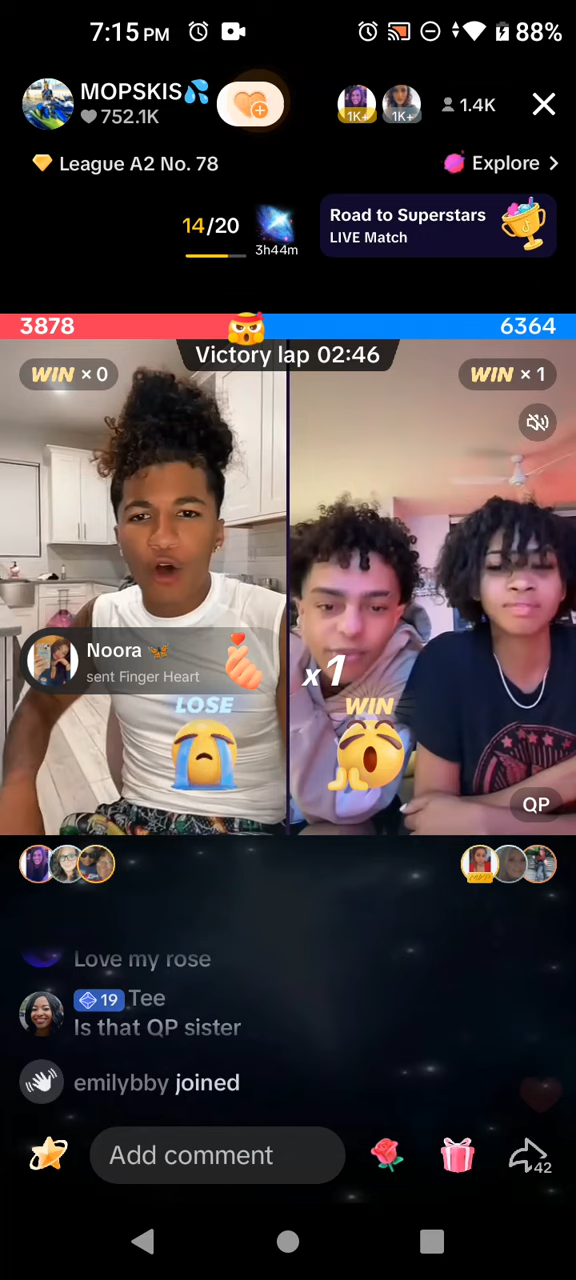 7:15 PM
88%
MOPSKIS💦
752.1K
1K+
1K+
1.4K
League A2 No. 78
Explore >
14/20
3h44m
Road to Superstars
LIVE Match
3878
6364
Victory lap 02:46
WIN × 0
WIN × 1
Noora 🦋
sent Finger Heart
x1
LOSE
WIN
QP
MVP
Love my rose
19 Tee
Is that QP sister
emilybby joined
Add comment
42